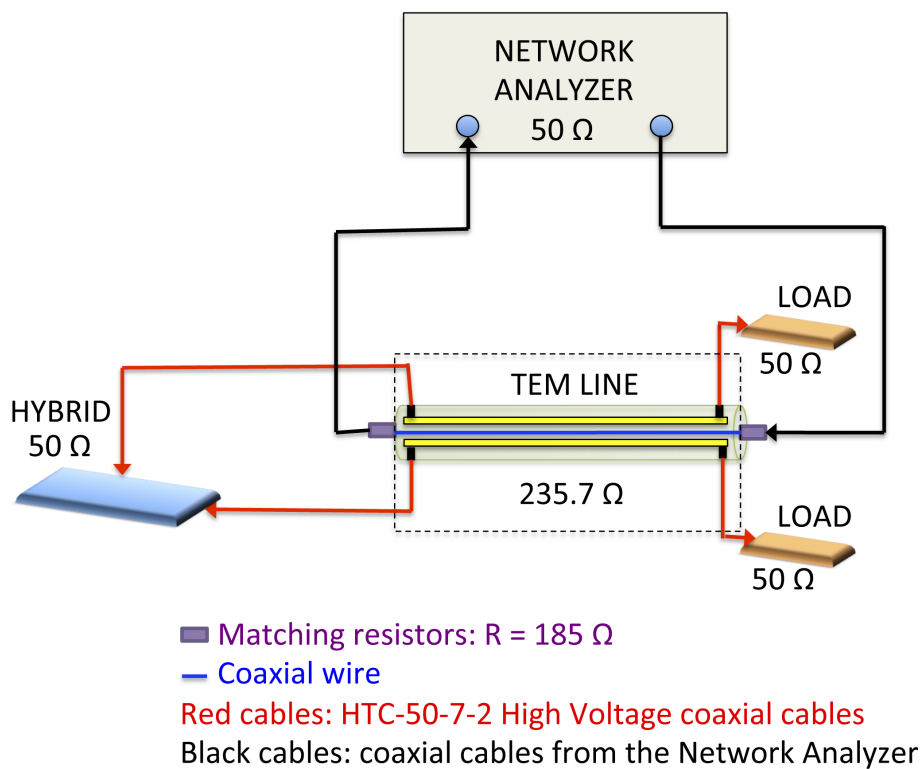 NETWORK
ANALYZER
50 Ω
LOAD
50 Ω
TEM LINE
HYBRID
50 Ω
235.7 Ω
LOAD
50 Ω
Matching resistors: R = 185 Ω
Coaxial wire
Red cables: HTC-50-7-2 High Voltage coaxial cables
Black cables: coaxial cables from the Network Analyzer